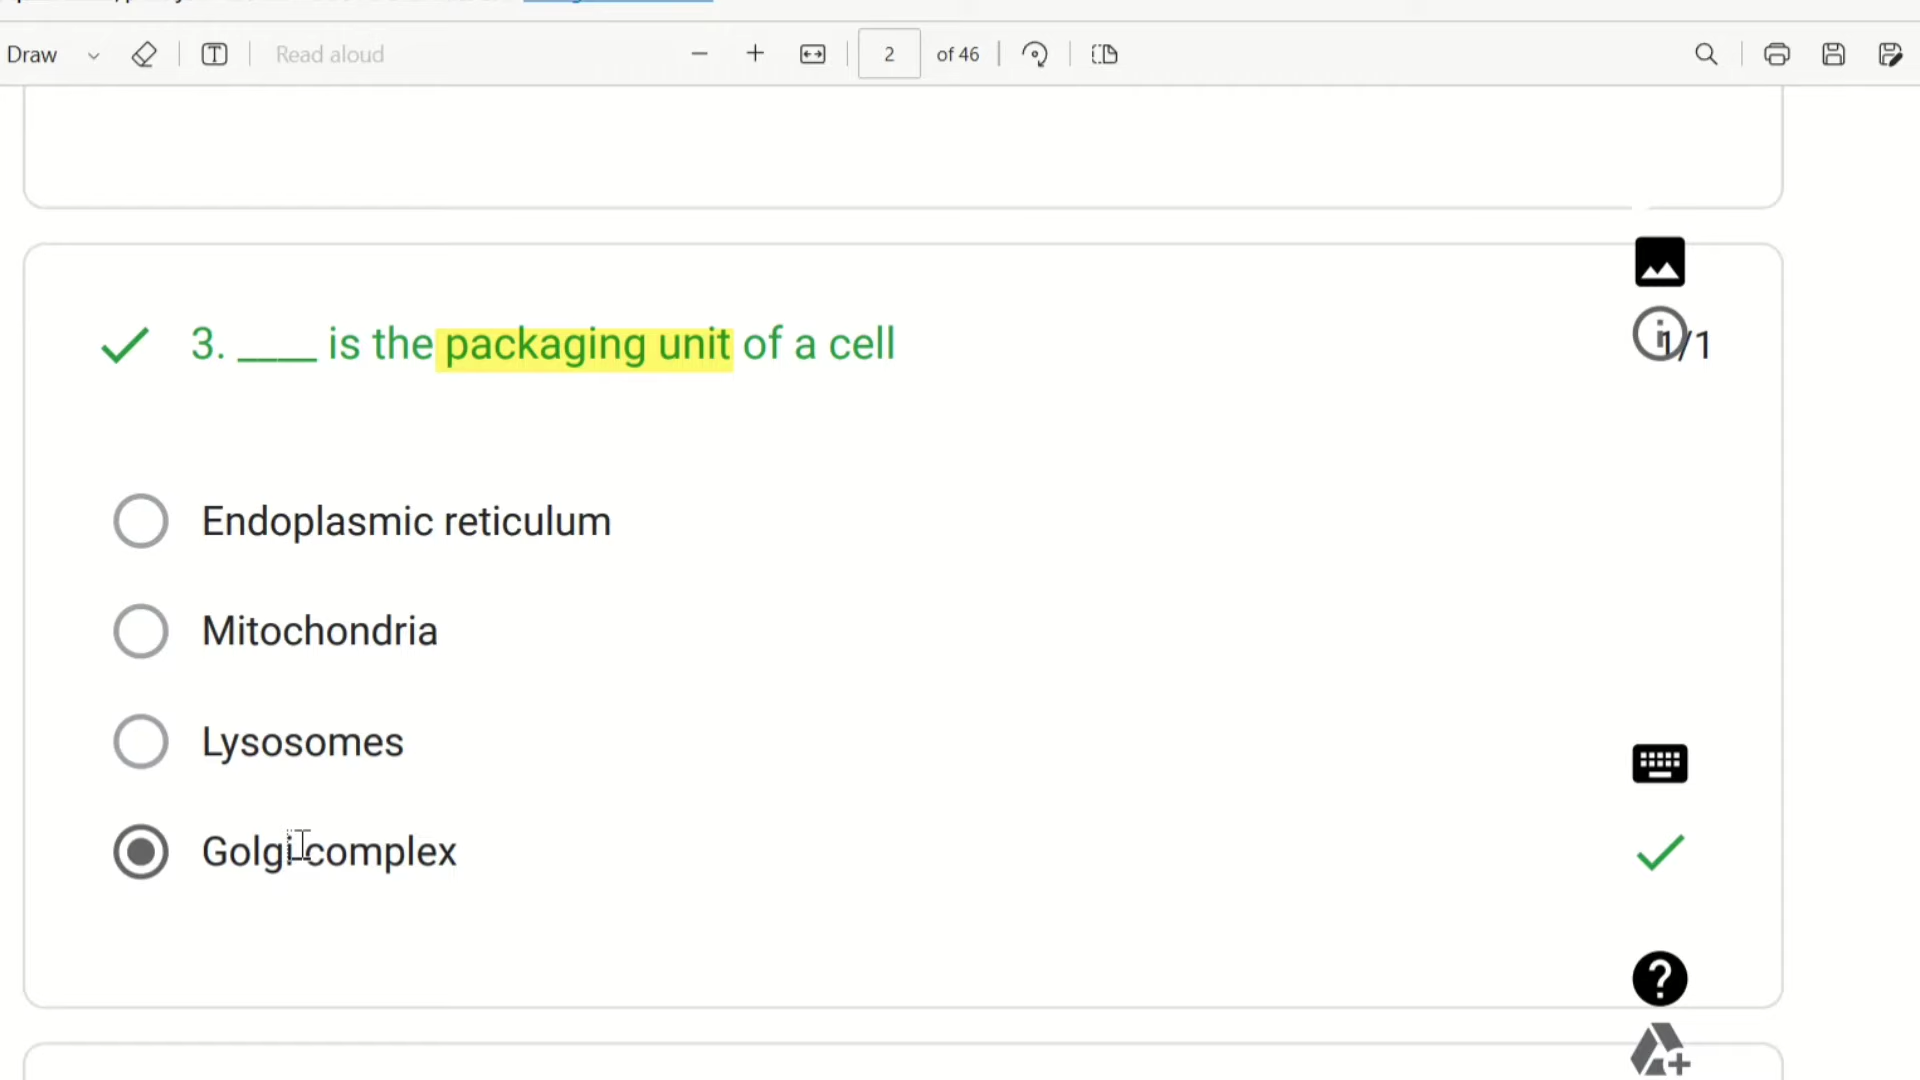 Draw Read aloud 2 of 46
3. ____ is the packaging unit of a cell 1/1
Endoplasmic reticulum
Mitochondria
Lysosomes
Golgi complex